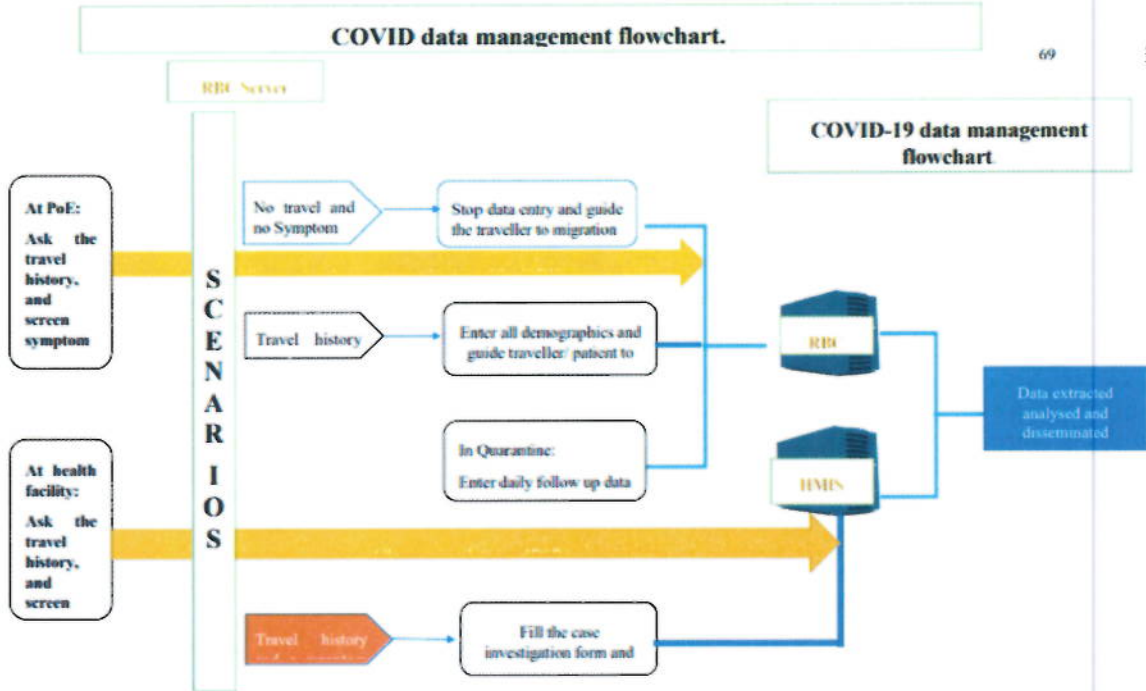 COVID data management flowchart.
69
RBC Server
COVID-19 data management
flowchart.
At PoE:
Ask the
travel
history,
and
screen
symptom
SCENARIOS
No travel and
no Symptom
Stop data entry and guide
the traveller to migration
Travel history
Enter all demographics and
guide traveller/ patient to
RBC
In Quarantine:
Enter daily follow up data
HMIS
Data extracted
analysed and
disseminated
At health
facility:
Ask the
travel
history,
and
screen
Travel history
Fill the case
investigation form and